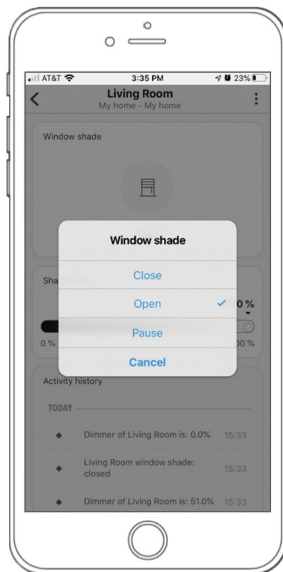 AT&T 3:35 PM 23%
Living Room
My home - My home
Window shade
Window shade
Close
Open
Pause
Cancel
Sha
0 %
0 % 00 %
Activity history
TODAY
Dimmer of Living Room is: 0.0% 15:33
Living Room window shade: closed 15:33
Dimmer of Living Room is: 51.0% 15:33